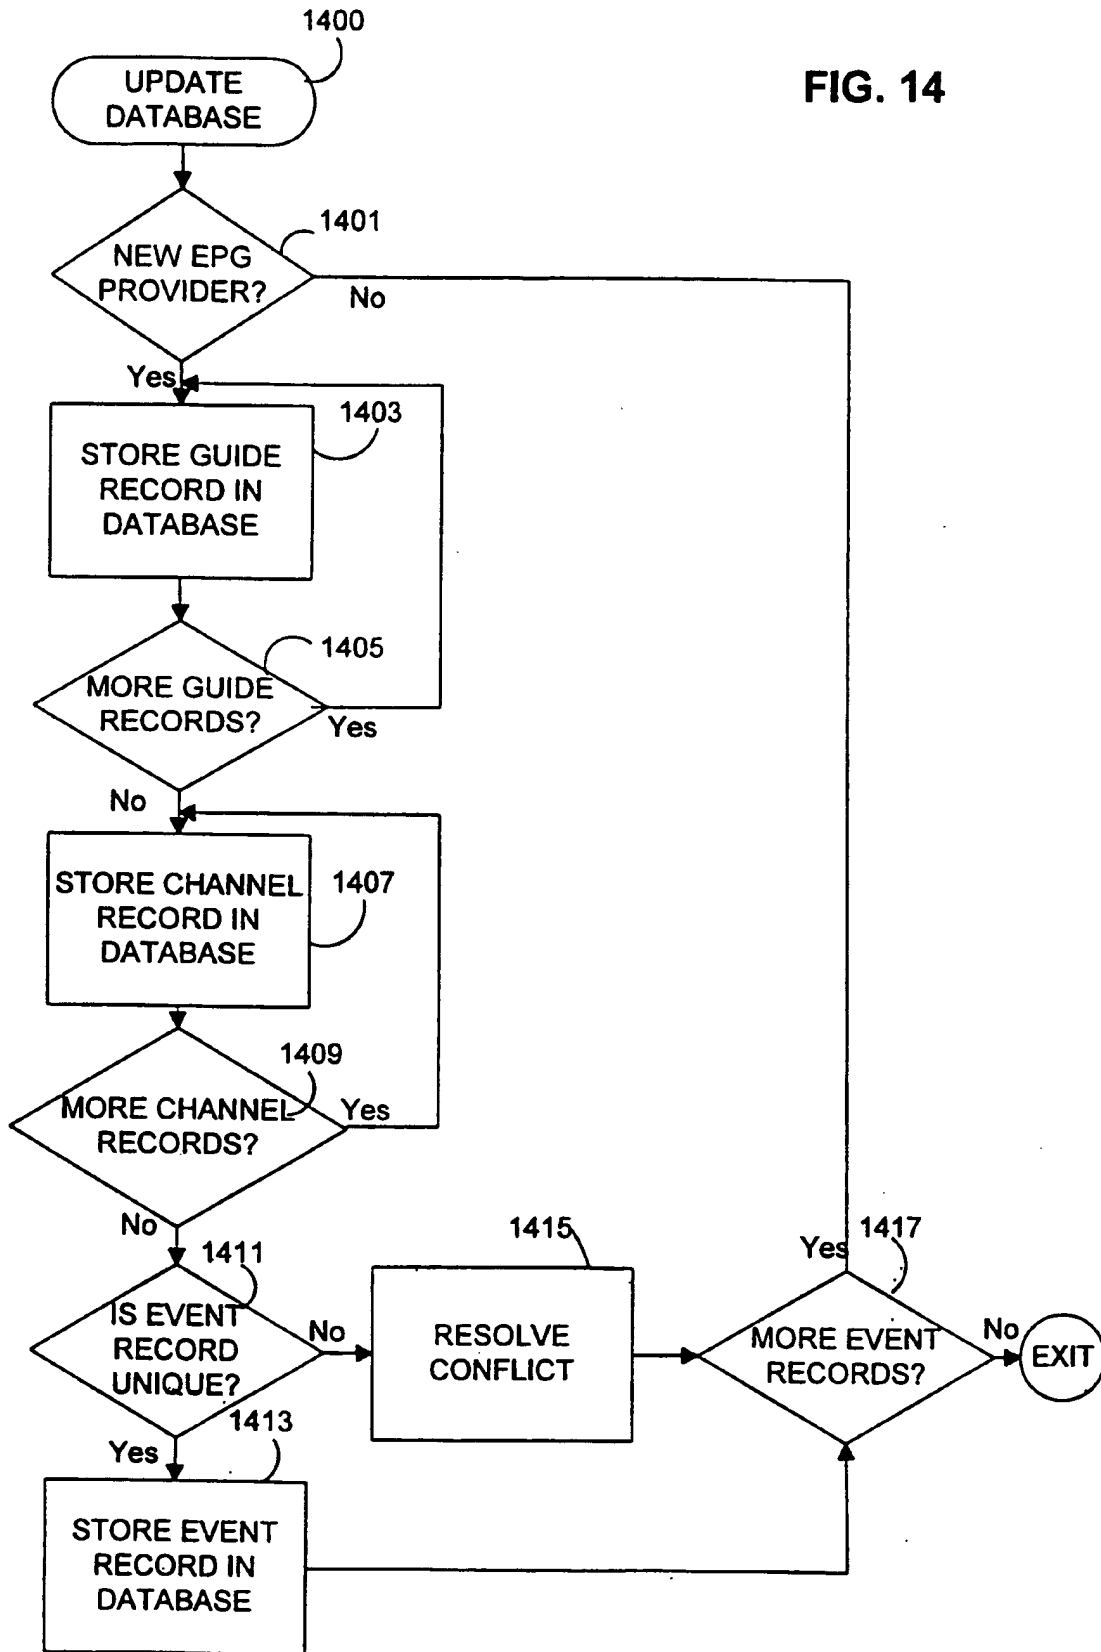 1400
UPDATE
DATABASE
FIG. 14
1401
NEW EPG
PROVIDER?
No
Yes
1403
STORE GUIDE
RECORD IN
DATABASE
1405
MORE GUIDE
RECORDS?
Yes
No
STORE CHANNEL
RECORD IN
DATABASE
1407
1409
MORE CHANNEL
RECORDS?
Yes
No
1411
IS EVENT
RECORD
UNIQUE?
No
1415
RESOLVE
CONFLICT
Yes
1417
MORE EVENT
RECORDS?
No
EXIT
Yes
1413
STORE EVENT
RECORD IN
DATABASE